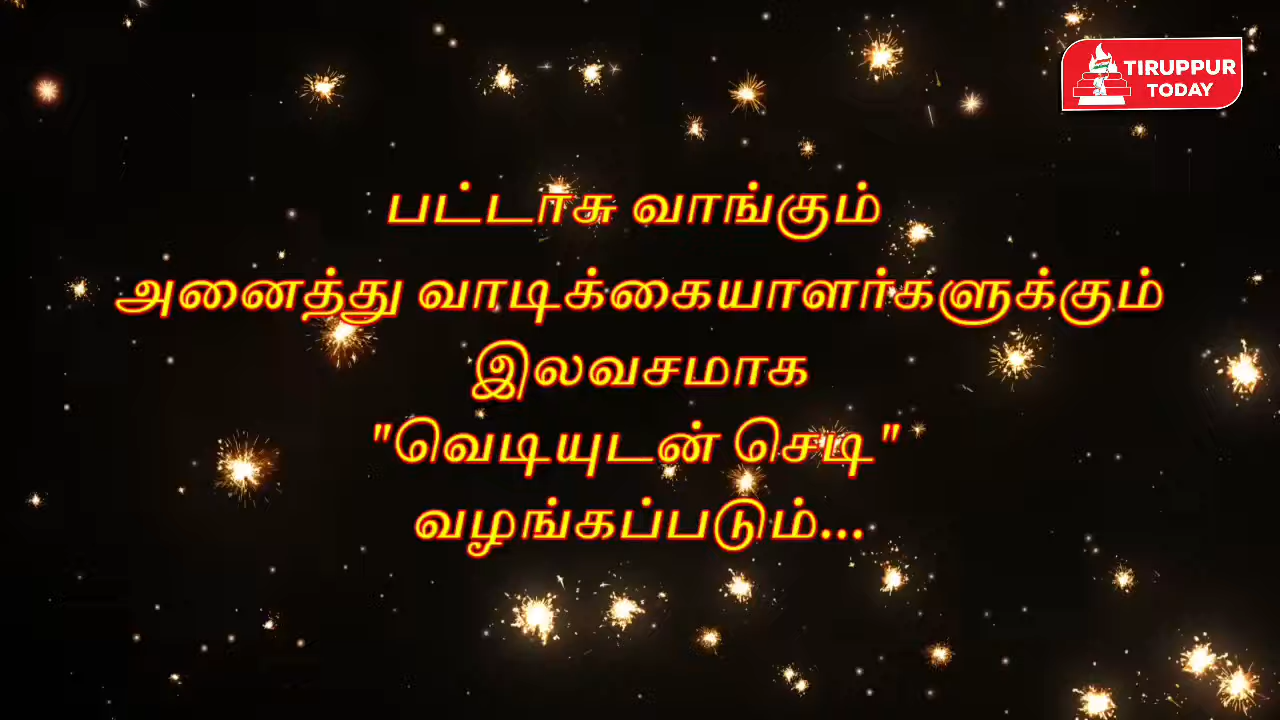 TIRUPPUR
TODAY
பட்டாசு வாங்கும்
அனைத்து வாடிக்கையாளர்களுக்கும்
இலவசமாக
"வெடியுடன் செடி"
வழங்கப்படும்...